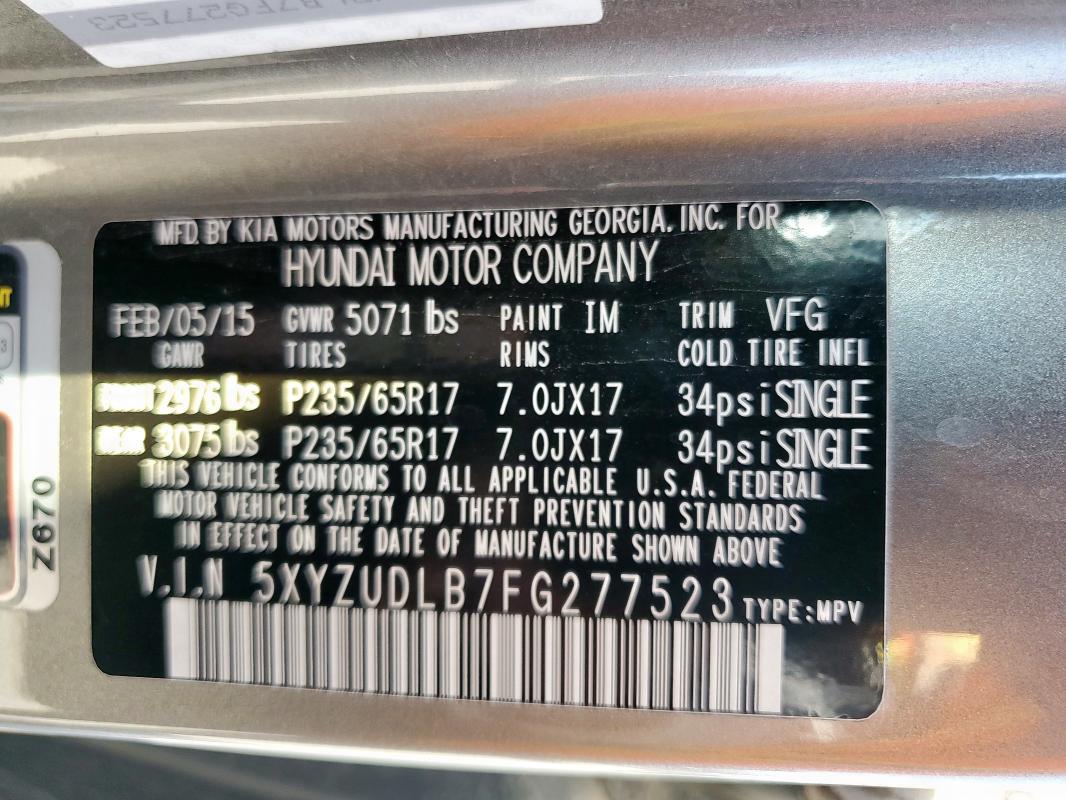 B7FG277523
MFD. BY KIA MOTORS MANUFACTURING GEORGIA, INC. FOR
HYUNDAI MOTOR COMPANY
FEB/05/15 GVWR 5071 lbs PAINT IM TRIM VFG
GAWR TIRES RIMS COLD TIRE INFL
FRONT 2976 lbs P235/65R17 7.0JX17 34psi SINGLE
REAR 3075 lbs P235/65R17 7.0JX17 34psi SINGLE
THIS VEHICLE CONFORMS TO ALL APPLICABLE U.S.A. FEDERAL
MOTOR VEHICLE SAFETY AND THEFT PREVENTION STANDARDS
IN EFFECT ON THE DATE OF MANUFACTURE SHOWN ABOVE
V.I.N 5XYZUDLB7FG277523 TYPE:MPV
Z670